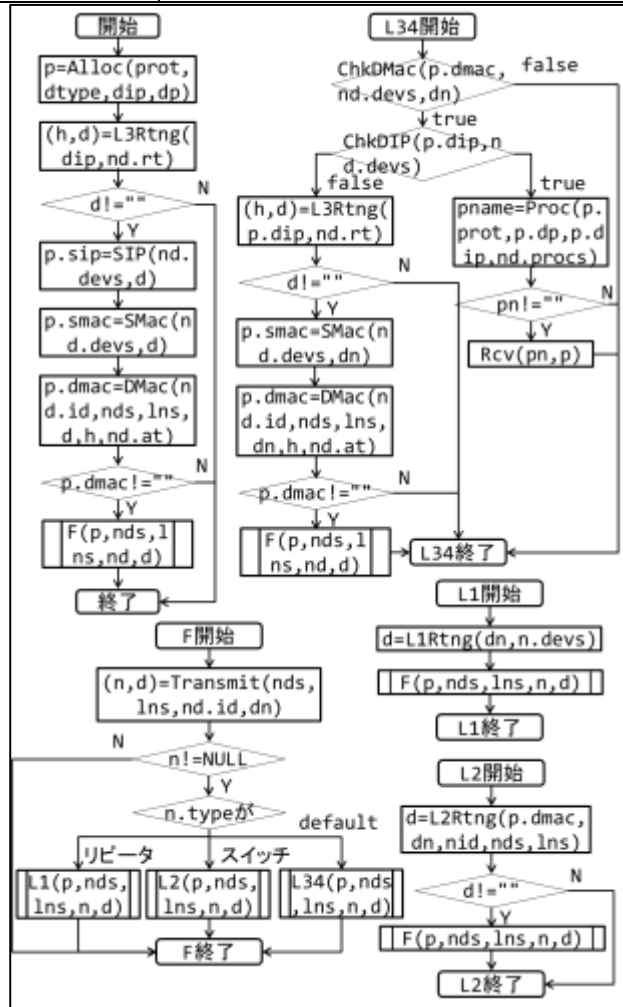 開始
p=Alloc(prot,
dtype,dip,dp)
(h,d)=L3Rtng(
dip,nd.rt)
d!=""
N
Y
p.sip=SIP(nd.
devs,d)
p.smac=SMac(n
d.devs,d)
p.dmac=DMac(n
d.id,nds,lns,
d,h,nd.at)
p.dmac!=""
N
Y
F(p,nds,l
ns,nd,d)
終了
L34開始
ChkDMac(p.dmac,
nd.devs,dn)
false
true
ChkDIP(p.dip,n
d.devs)
false
true
(h,d)=L3Rtng(
p.dip,nd.rt)
d!=""
N
Y
p.smac=SMac(n
d.devs,dn)
p.dmac=DMac(n
d.id,nds,lns,
dn,h,nd.at)
p.dmac!=""
N
Y
F(p,nds,l
ns,nd,d)
pname=Proc(p.
prot,p.dp,p.d
ip,nd.procs)
pn!=""
N
Y
Rcv(pn,p)
L34終了
F開始
(n,d)=Transmit(nds,
lns,nd.id,dn)
N
n!=NULL
Y
n.typeが
リピータ
スイッチ
default
L1(p,nds,
lns,n,d)
L2(p,nds,
lns,n,d)
L34(p,nds
,lns,n,d)
F終了
L1開始
d=L1Rtng(dn,n.devs)
F(p,nds,lns,n,d)
L1終了
L2開始
d=L2Rtng(p.dmac,
dn,nid,nds,lns)
d!=""
N
Y
F(p,nds,lns,n,d)
L2終了